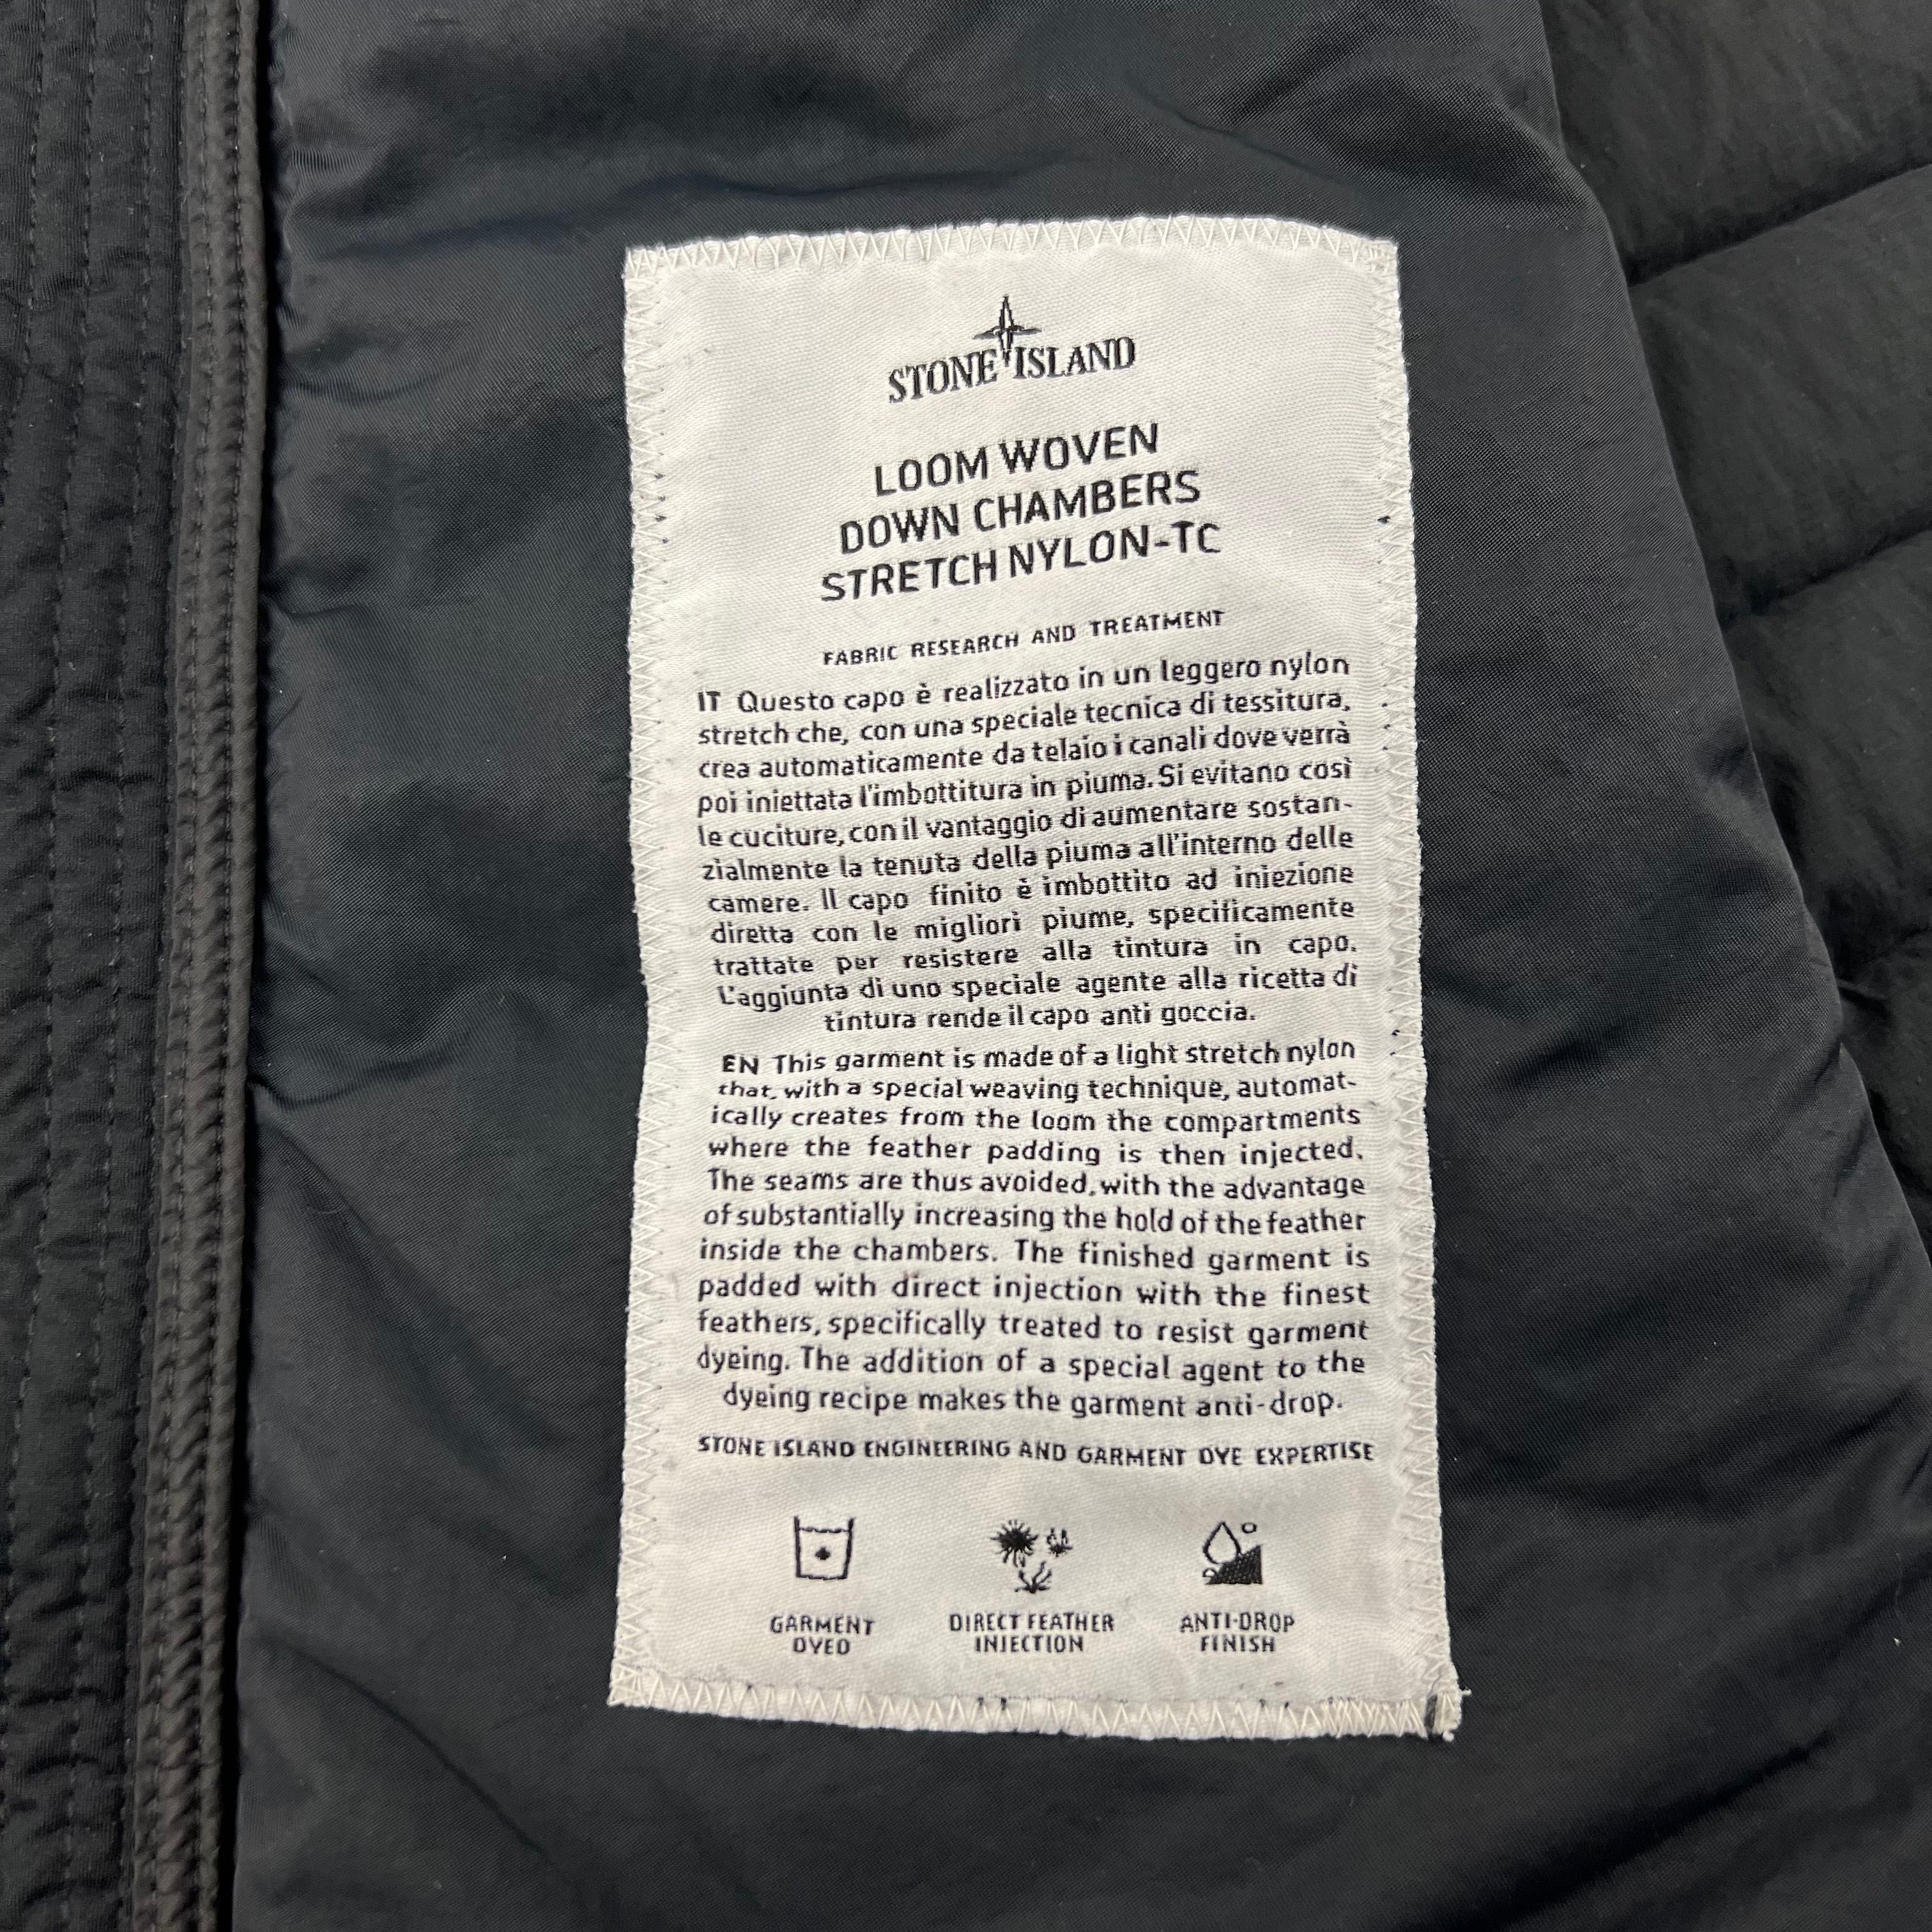 STONE ISLAND
LOOM WOVEN
DOWN CHAMBERS
STRETCH NYLON-TC
FABRIC RESEARCH AND TREATMENT
IT Questo capo è realizzato in un leggero nylon
stretch che, con una speciale tecnica di tessitura,
crea automaticamente da telaio i canali dove verrà
poi iniettata l'imbottitura in piuma. Si evitano così
le cuciture, con il vantaggio di aumentare sostan-
zialmente la tenuta della piuma all'interno delle
camere. Il capo finito è imbottito ad iniezione
diretta con le migliori piume, specificamente
trattate per resistere alla tintura in capo.
L'aggiunta di uno speciale agente alla ricetta di
tintura rende il capo anti goccia.
EN This garment is made of a light stretch nylon
that, with a special weaving technique, automat-
ically creates from the loom the compartments
where the feather padding is then injected.
The seams are thus avoided, with the advantage
of substantially increasing the hold of the feather
inside the chambers. The finished garment is
padded with direct injection with the finest
feathers, specifically treated to resist garment
dyeing. The addition of a special agent to the
dyeing recipe makes the garment anti-drop.
STONE ISLAND ENGINEERING AND GARMENT DYE EXPERTISE
GARMENT DIRECT FEATHER ANTI-DROP
DYED INJECTION FINISH